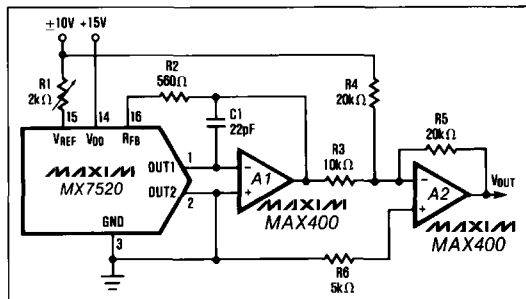 ±10V +15V
R1
2kΩ
R2
560Ω
C1
22pF
R4
20kΩ
R5
20kΩ
15 14 16
VREF VDD RFB
MAXIM
MX7520
OUT1 1
OUT2 2
GND
3
A1
MAXIM
MAX400
R3
10kΩ
A2
VOUT
MAXIM
MAX400
R6
5kΩ
- + - +